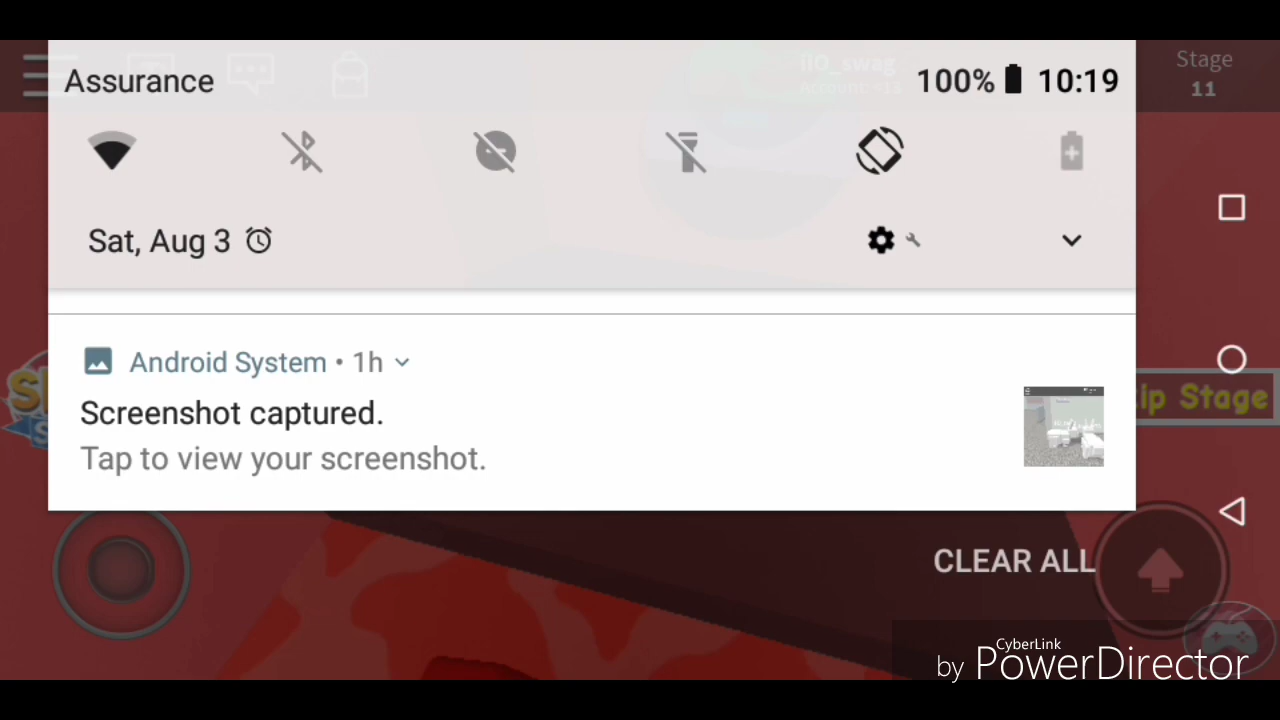 Assurance
100% 10:19
Stage
11
Sat, Aug 3
Android System • 1h
Screenshot captured.
Tap to view your screenshot.
ip Stage
CLEAR ALL
CyberLink
by PowerDirector